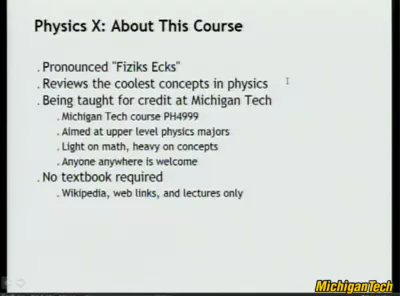 Physics X: About This Course
. Pronounced "Fiziks Ecks"
. Reviews the coolest concepts in physics
. Being taught for credit at Michigan Tech
. Michigan Tech course PH4999
. Aimed at upper level physics majors
. Light on math, heavy on concepts
. Anyone anywhere is welcome
. No textbook required
. Wikipedia, web links, and lectures only
MichiganTech